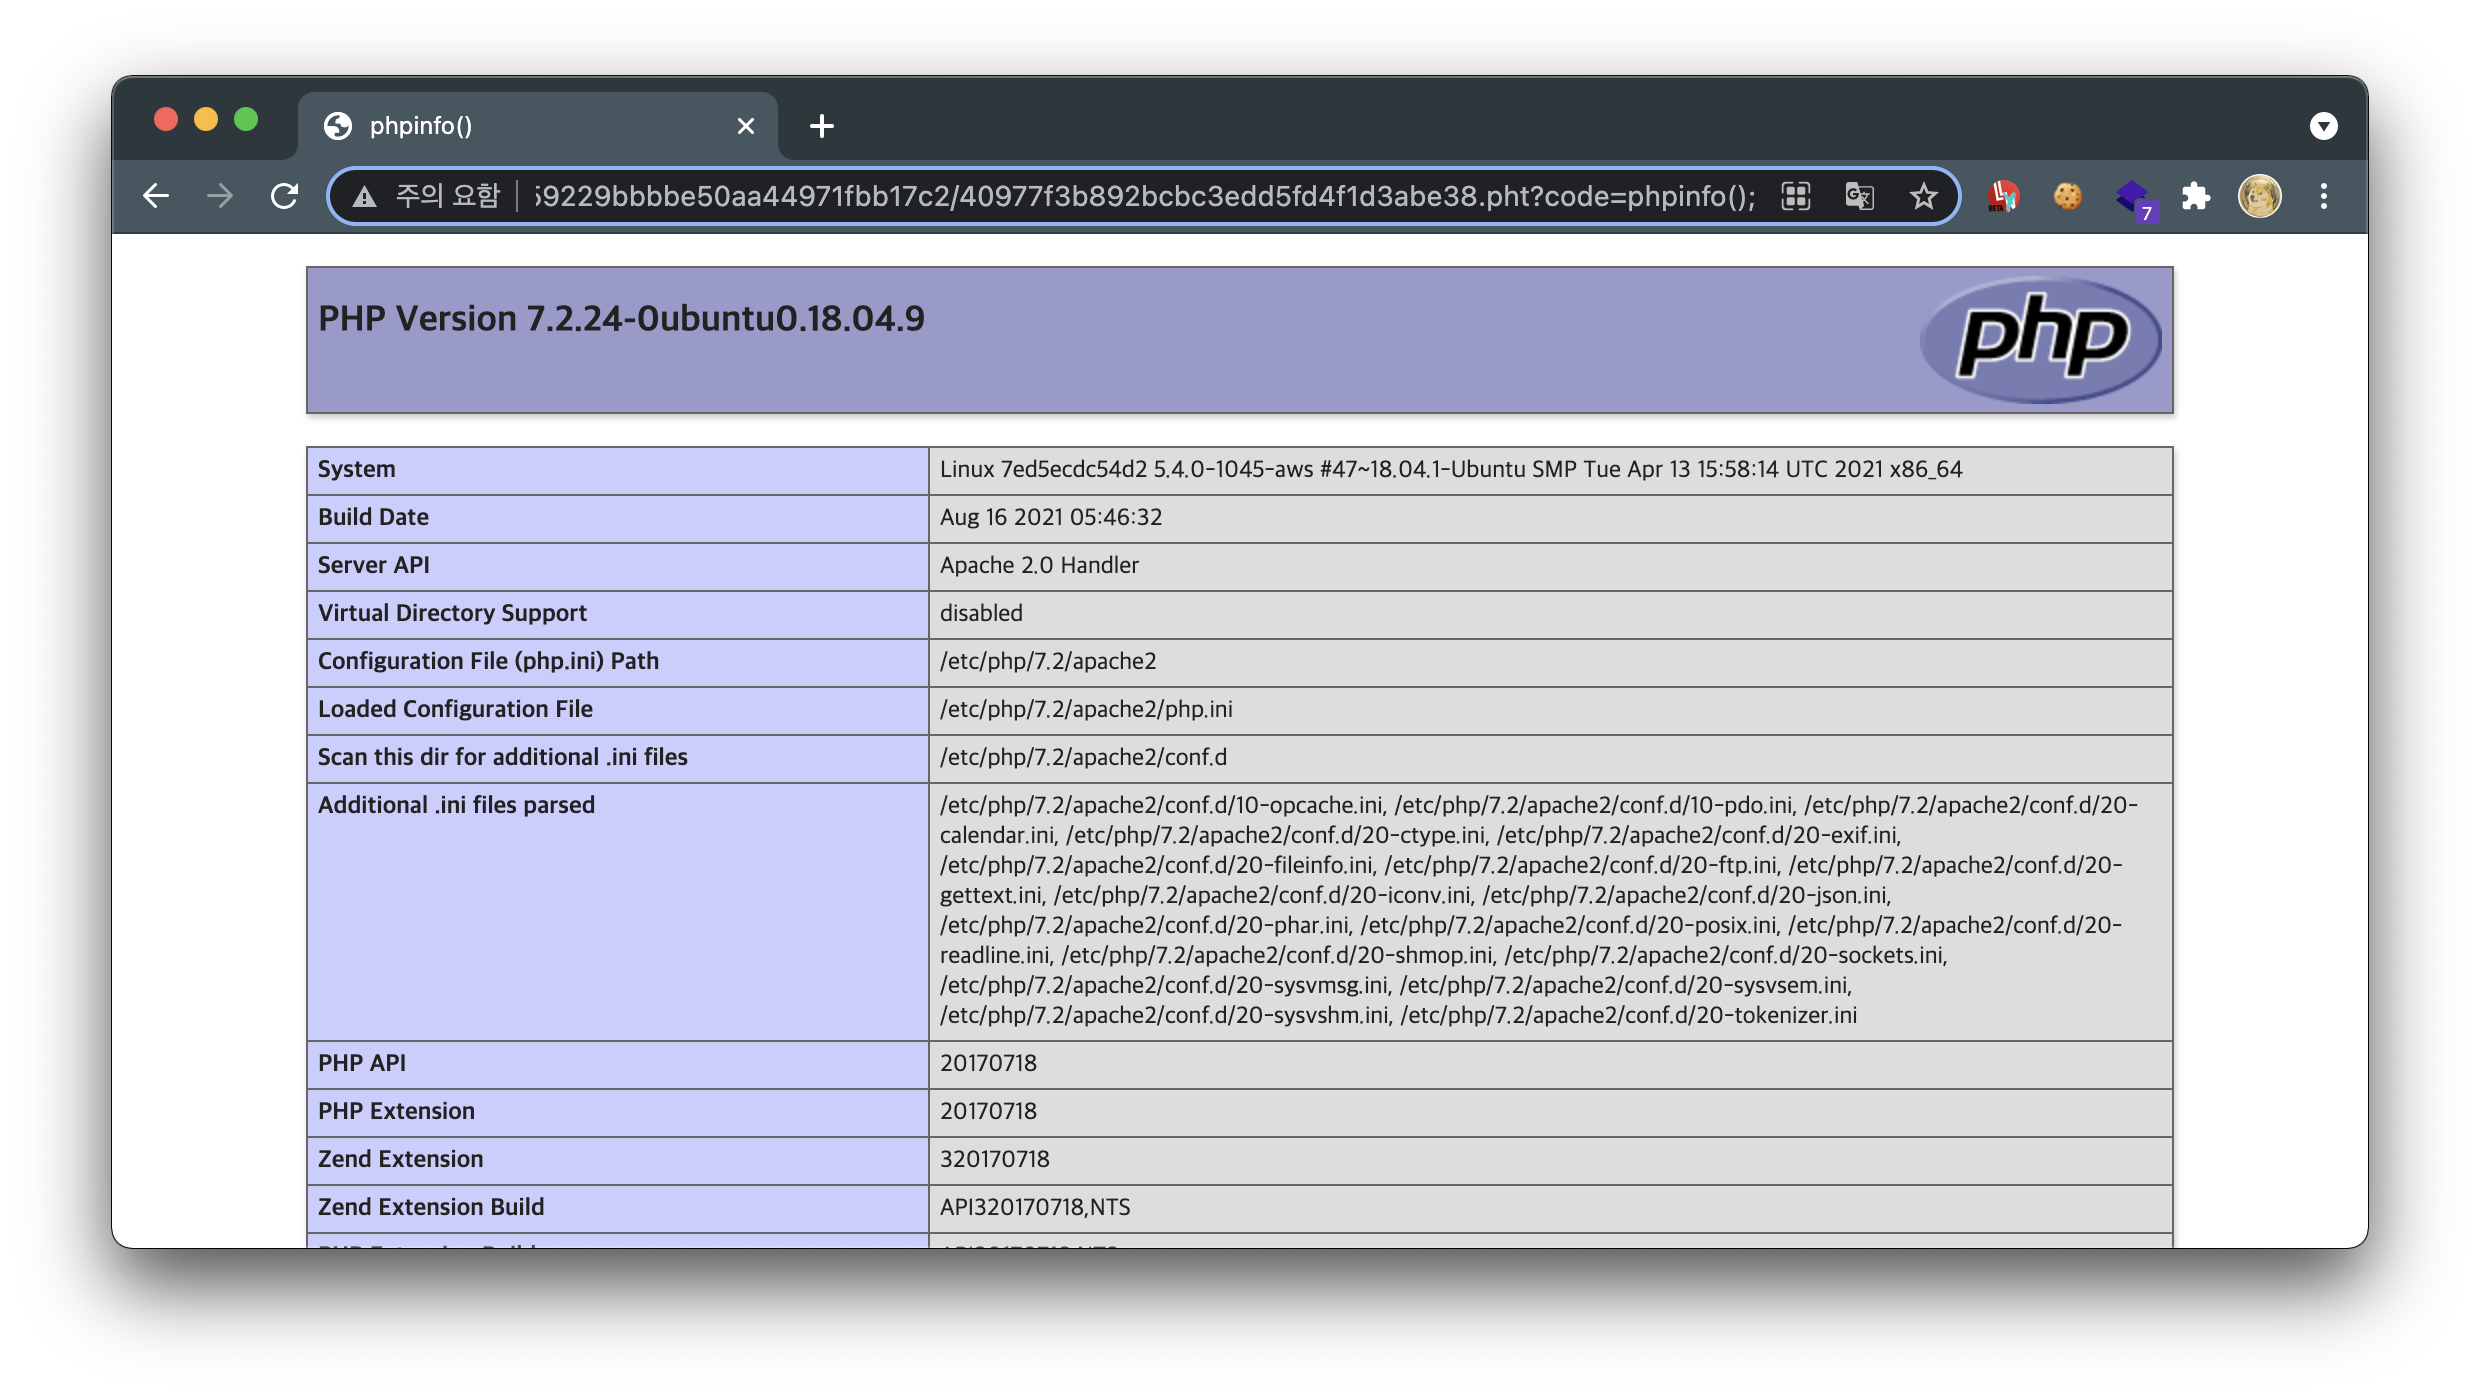 phpinfo()
주의 요함 59229bbbbe50aa44971fbb17c2/40977f3b892bcbc3edd5fd4f1d3abe38.pht?code=phpinfo();
BETA
7
PHP Version 7.2.24-0ubuntu0.18.04.9
php
System Linux 7ed5ecdc54d2 5.4.0-1045-aws #47~18.04.1-Ubuntu SMP Tue Apr 13 15:58:14 UTC 2021 x86_64
Build Date Aug 16 2021 05:46:32
Server API Apache 2.0 Handler
Virtual Directory Support disabled
Configuration File (php.ini) Path /etc/php/7.2/apache2
Loaded Configuration File /etc/php/7.2/apache2/php.ini
Scan this dir for additional .ini files /etc/php/7.2/apache2/conf.d
Additional .ini files parsed /etc/php/7.2/apache2/conf.d/10-opcache.ini, /etc/php/7.2/apache2/conf.d/10-pdo.ini, /etc/php/7.2/apache2/conf.d/20-
calendar.ini, /etc/php/7.2/apache2/conf.d/20-ctype.ini, /etc/php/7.2/apache2/conf.d/20-exif.ini,
/etc/php/7.2/apache2/conf.d/20-fileinfo.ini, /etc/php/7.2/apache2/conf.d/20-ftp.ini, /etc/php/7.2/apache2/conf.d/20-
gettext.ini, /etc/php/7.2/apache2/conf.d/20-iconv.ini, /etc/php/7.2/apache2/conf.d/20-json.ini,
/etc/php/7.2/apache2/conf.d/20-phar.ini, /etc/php/7.2/apache2/conf.d/20-posix.ini, /etc/php/7.2/apache2/conf.d/20-
readline.ini, /etc/php/7.2/apache2/conf.d/20-shmop.ini, /etc/php/7.2/apache2/conf.d/20-sockets.ini,
/etc/php/7.2/apache2/conf.d/20-sysvmsg.ini, /etc/php/7.2/apache2/conf.d/20-sysvsem.ini,
/etc/php/7.2/apache2/conf.d/20-sysvshm.ini, /etc/php/7.2/apache2/conf.d/20-tokenizer.ini
PHP API 20170718
PHP Extension 20170718
Zend Extension 320170718
Zend Extension Build API320170718,NTS